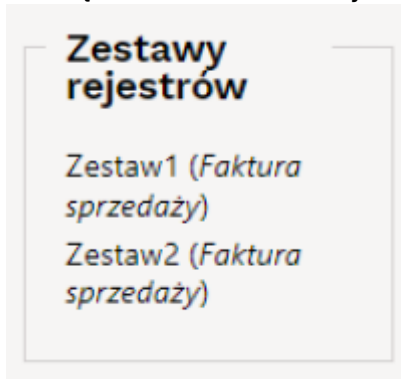 Zestawy
rejestrów
Zestaw1 (Faktura
sprzedaży)
Zestaw2 (Faktura
sprzedaży)